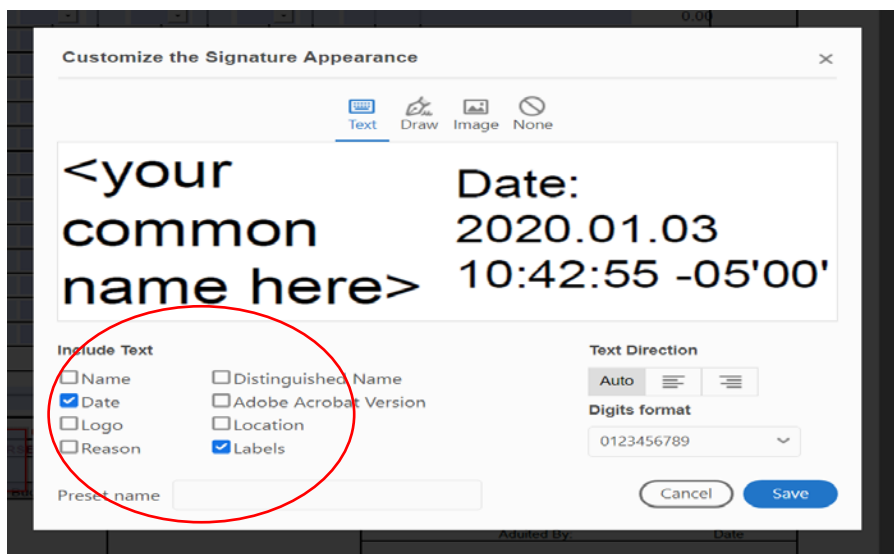 0.00
Customize the Signature Appearance
Text Draw Image None
<your
common
name here>
Date:
2020.01.03
10:42:55 -05'00'
Include Text
Name
Distinguished Name
Date
Adobe Acrobat Version
Logo
Location
Reason
Labels
Preset name
Text Direction
Auto
Digits format
0123456789
Cancel
Save
Aduited By:
Date